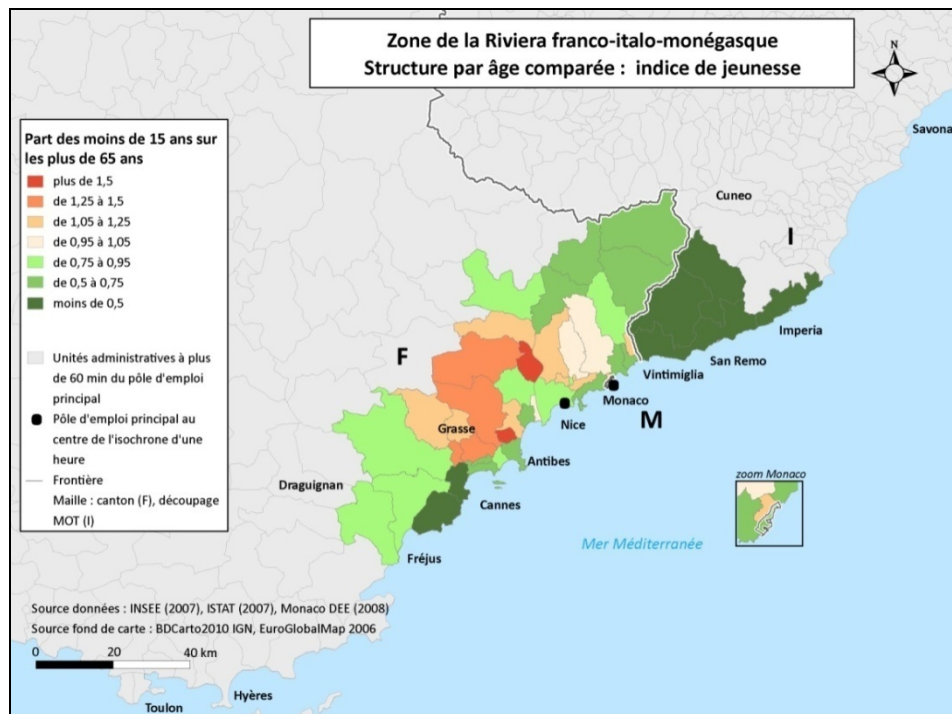 Zone de la Riviera franco-italo-monégasque
Structure par âge comparée : indice de jeunesse
N
Savona
Part des moins de 15 ans sur
les plus de 65 ans
plus de 1,5
de 1,25 à 1,5
de 1,05 à 1,25
de 0,95 à 1,05
de 0,75 à 0,95
de 0,5 à 0,75
moins de 0,5
Unités administratives à plus
de 60 min du pôle d'emploi
principal
Pôle d'emploi principal au
centre de l'isochrone d'une
heure
Frontière
Maille : canton (F), découpage
MOT (I)
Cuneo
I
Imperia
F
San Remo
Vintimiglia
Monaco
M
Nice
Grasse
Antibes
zoom Monaco
Draguignan
Cannes
Mer Méditerranée
Fréjus
Source données : INSEE (2007), ISTAT (2007), Monaco DEE (2008)
Source fond de carte : BDCarto2010 IGN, EuroGlobalMap 2006
0 20 40 km
Hyères
Toulon